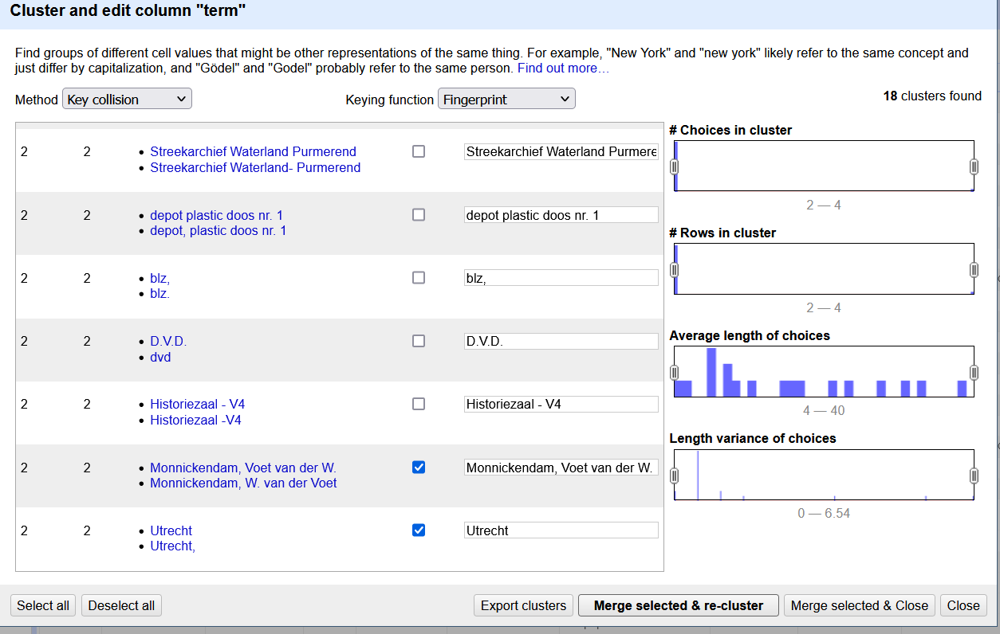 Cluster and edit column "term"
Find groups of different cell values that might be other representations of the same thing. For example, "New York" and "new york" likely refer to the same concept and
just differ by capitalization, and "Gödel" and "Godel" probably refer to the same person. Find out more…
Method Key collision Keying function Fingerprint 18 clusters found
2 2 • Streekarchief Waterland Purmerend Streekarchief Waterland Purmere
• Streekarchief Waterland- Purmerend
2 2 • depot plastic doos nr. 1 depot plastic doos nr. 1
• depot, plastic doos nr. 1
2 2 • blz, blz,
• blz.
2 2 • D.V.D. D.V.D.
• dvd
2 2 • Historiezaal - V4 Historiezaal - V4
• Historiezaal -V4
2 2 • Monnickendam, Voet van der W. Monnickendam, Voet van der W.
• Monnickendam, W. van der Voet
2 2 • Utrecht Utrecht
• Utrecht,
# Choices in cluster
2 — 4
# Rows in cluster
2 — 4
Average length of choices
4 — 40
Length variance of choices
0 — 6.54
Select all Deselect all Export clusters Merge selected & re-cluster Merge selected & Close Close